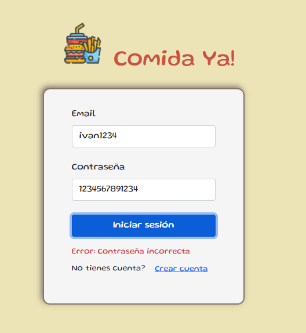 Comida Ya!
Email
ivan1234
Contraseña
1234567891234
Iniciar sesión
Error: Contraseña incorrecta
No tienes cuenta? Crear cuenta